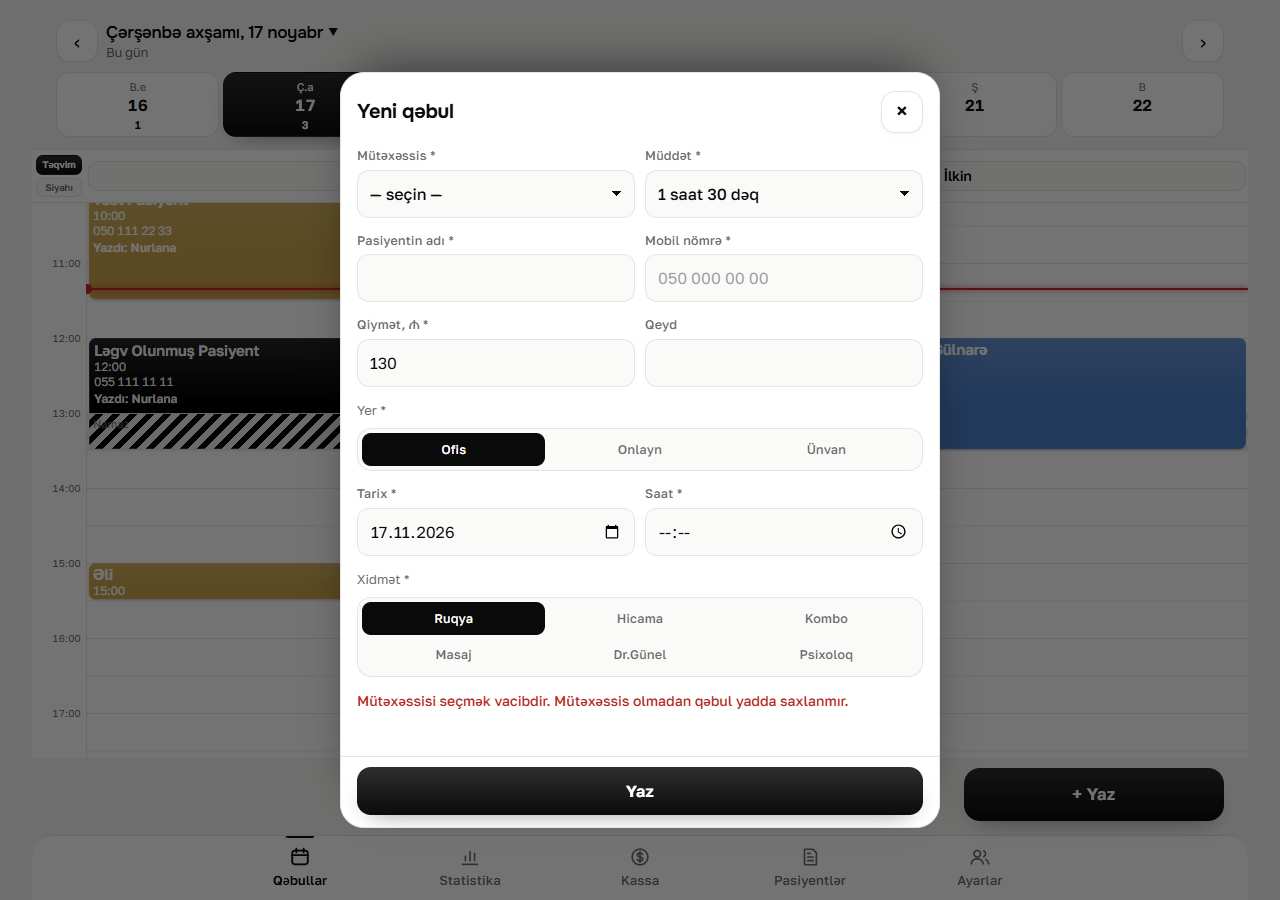 Çərşənbə axşamı, 17 noyabr ▼
Bu gün
B.e
16
1
Ç.a
17
3
Ş
21
B
22
Təqvim
Siyahı
İlkin
10:00
050 111 22 33
Yazdı: Nurlana
11:00
12:00
Ləgv Olunmuş Pasiyent
12:00
055 111 11 11
Yazdı: Nurlana
13:00
14:00
15:00
Əli
15:00
16:00
17:00
Gülnarə
Yeni qəbul
×
Mütəxəssis *
Müddət *
— seçin —
1 saat 30 dəq
Pasiyentin adı *
Mobil nömrə *
050 000 00 00
Qiymət, ₼ *
Qeyd
130
Yer *
Ofis
Onlayn
Ünvan
Tarix *
Saat *
17.11.2026
--:--
Xidmət *
Ruqya
Hicama
Kombo
Masaj
Dr.Günel
Psixoloq
Mütəxəssisi seçmək vacibdir. Mütəxəssis olmadan qəbul yadda saxlanmır.
Yaz
+ Yaz
Qəbullar
Statistika
Kassa
Pasiyentlər
Ayarlar